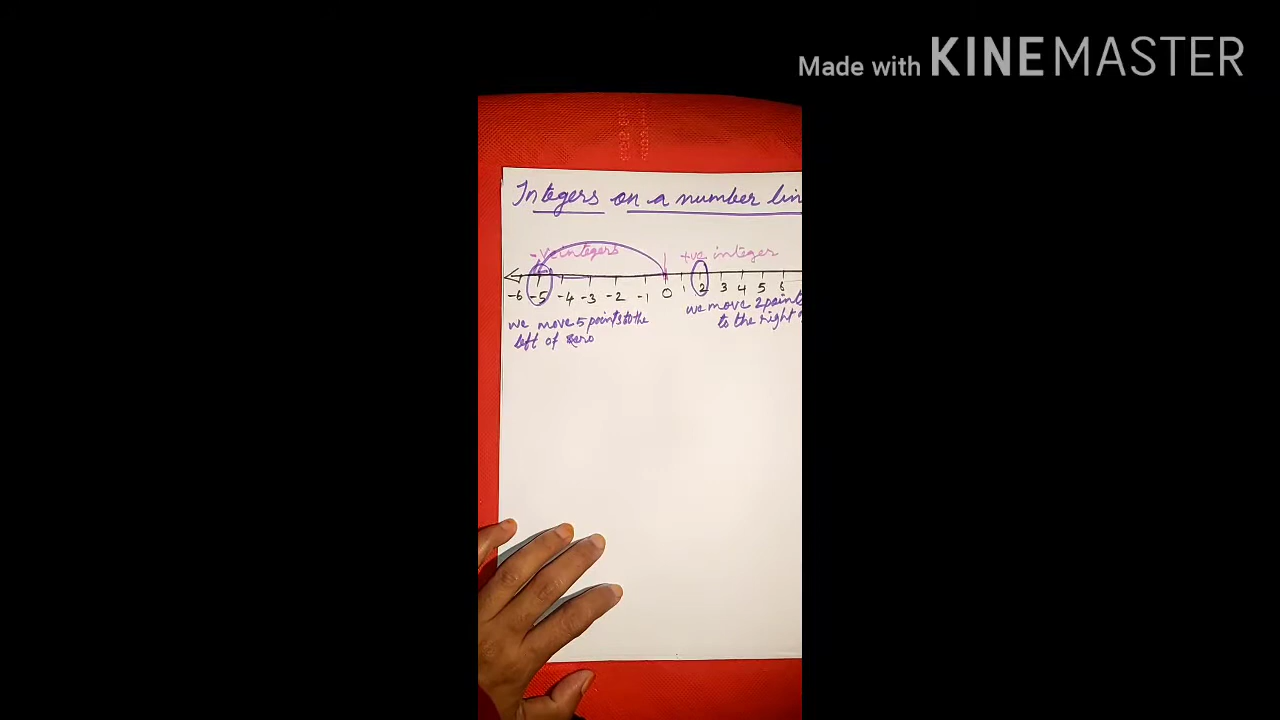 Made with KINEMASTER
Integers on a number lin
-ve integers +ve integer
-6 -5 -4 -3 -2 -1 0 1 2 3 4 5 6
we move 5 points to the
left of zero
we move 2 points
to the right